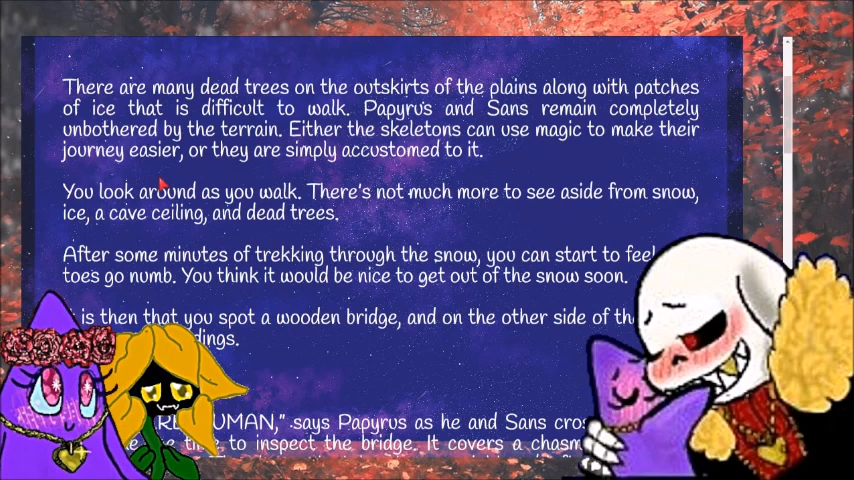 There are many dead trees on the outskirts of the plains along with patches
of ice that is difficult to walk. Papyrus and Sans remain completely
unbothered by the terrain. Either the skeletons can use magic to make their
journey easier, or they are simply accustomed to it.
You look around as you walk. There's not much more to see aside from snow,
ice, a cave ceiling, and dead trees.
After some minutes of trekking through the snow, you can start to feel
toes go numb. You think it would be nice to get out of the snow soon.
is then that you spot a wooden bridge, and on the other side of
HUMAN," says Papyrus as he and Sans
to inspect the bridge. It covers a